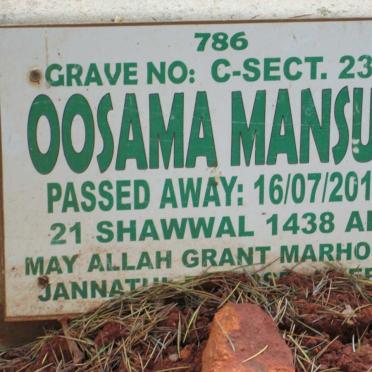 786
GRAVE NO: C-SECT. 23
OOSAMA MANSU
PASSED AWAY: 16/07/201
21 SHAWWAL 1438 A
MAY ALLAH GRANT MARHO